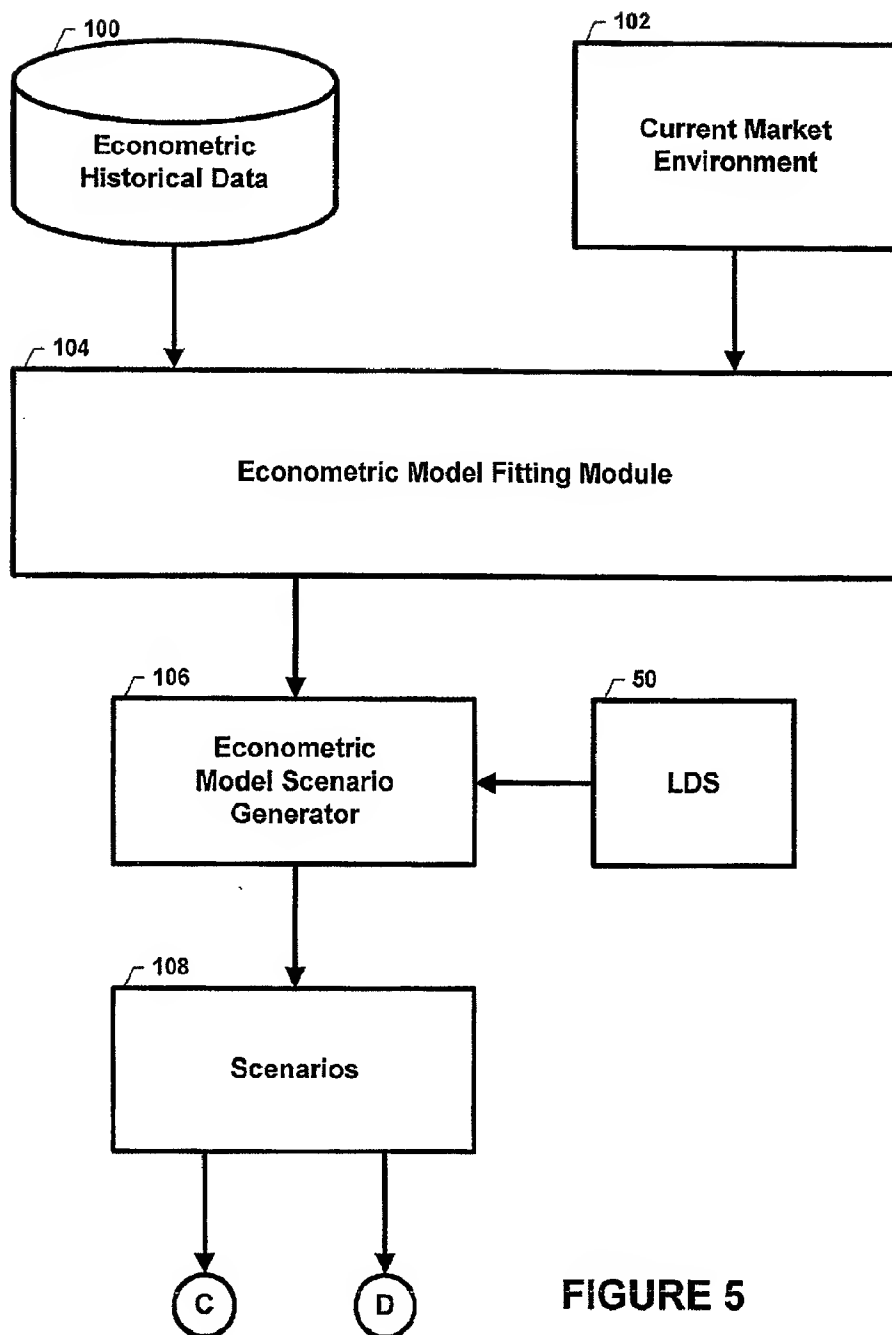 100
Econometric
Historical Data
102
Current Market
Environment
104
Econometric Model Fitting Module
106
Econometric
Model Scenario
Generator
50
LDS
108
Scenarios
C
D
FIGURE 5